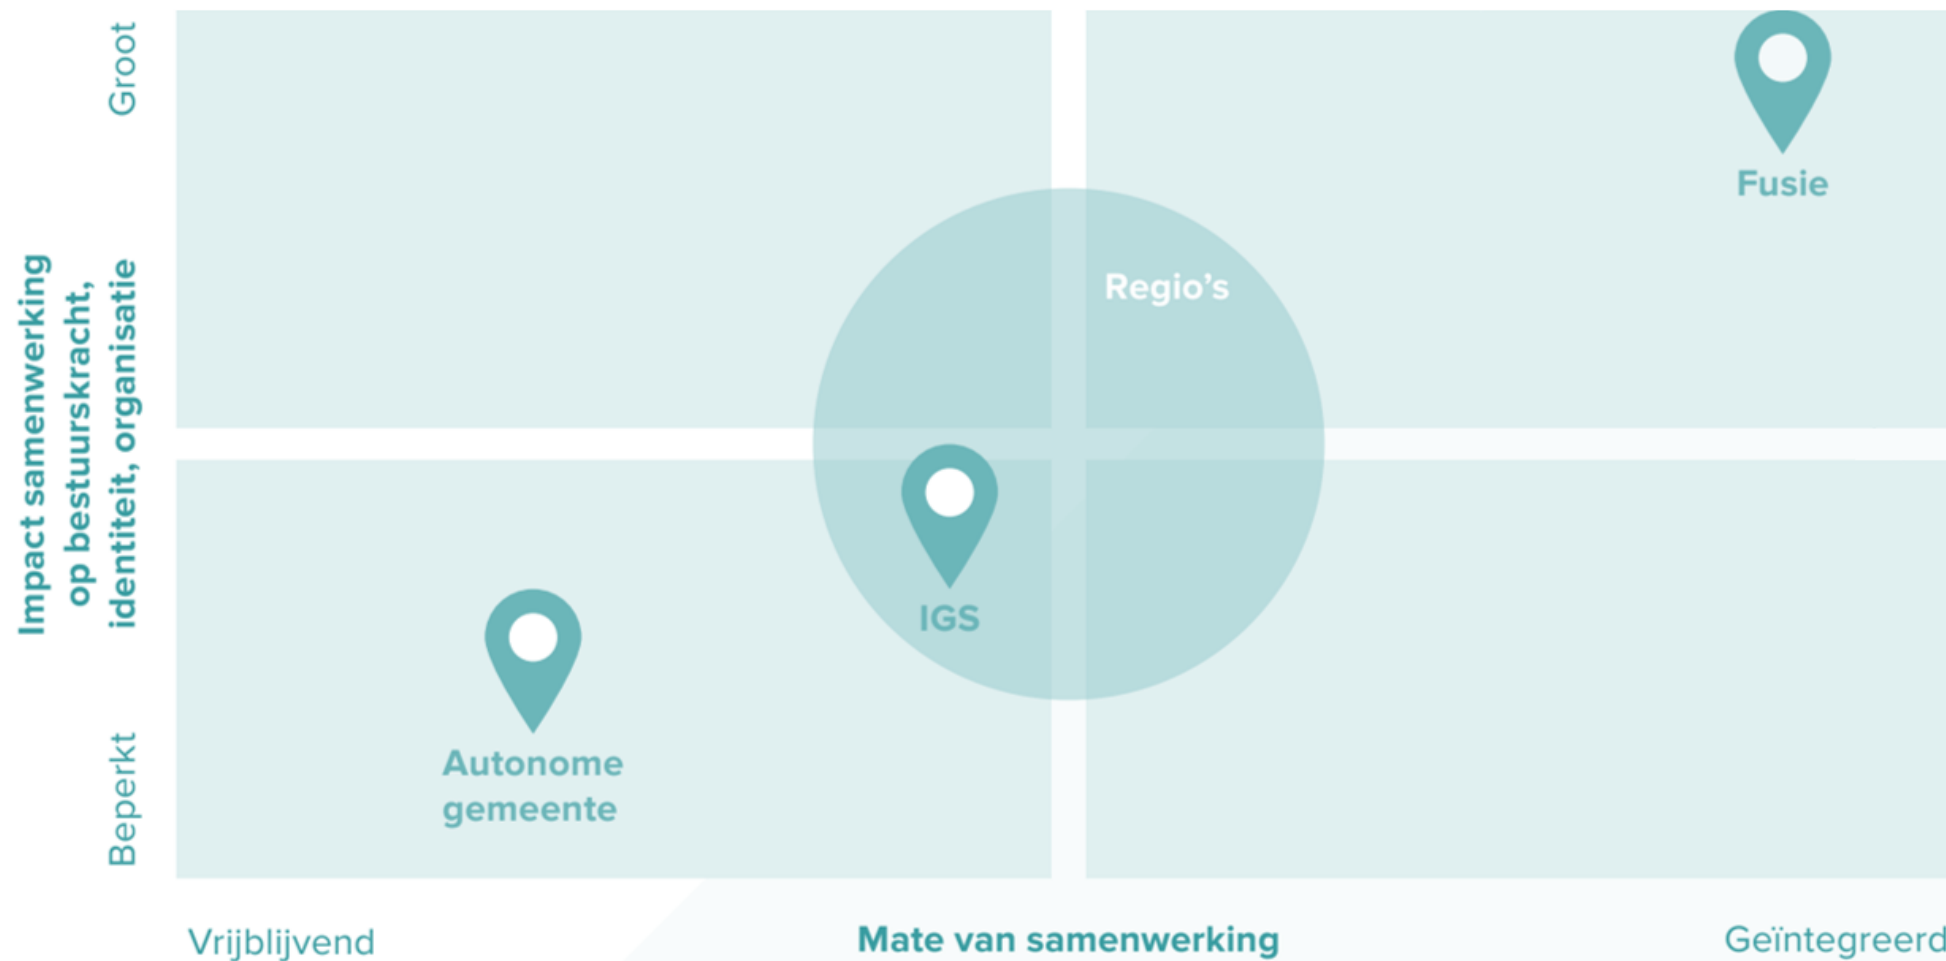 Groot
Impact samenwerking
op bestuurskracht,
identiteit, organisatie
Beperkt
Fusie
Regio’s
IGS
Autonome
gemeente
Vrijblijvend
Mate van samenwerking
Geïntegreerd